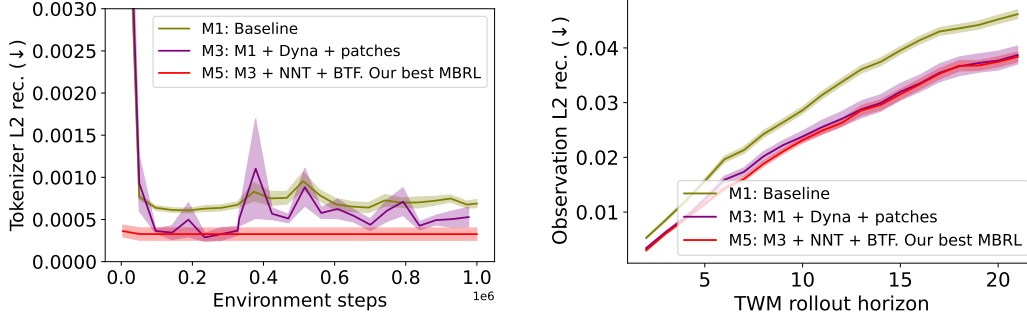 0.0030
0.0025
0.0020
0.0015
0.0010
0.0005
0.0000
Tokenizer L2 rec. (↓)
M1: Baseline
M3: M1 + Dyna + patches
M5: M3 + NNT + BTF. Our best MBRL
0.0
0.2
0.4
0.6
0.8
1.0
1e6
Environment steps
0.04
0.03
0.02
0.01
Observation L2 rec. (↓)
M1: Baseline
M3: M1 + Dyna + patches
M5: M3 + NNT + BTF. Our best MBRL
5
10
15
20
TWM rollout horizon